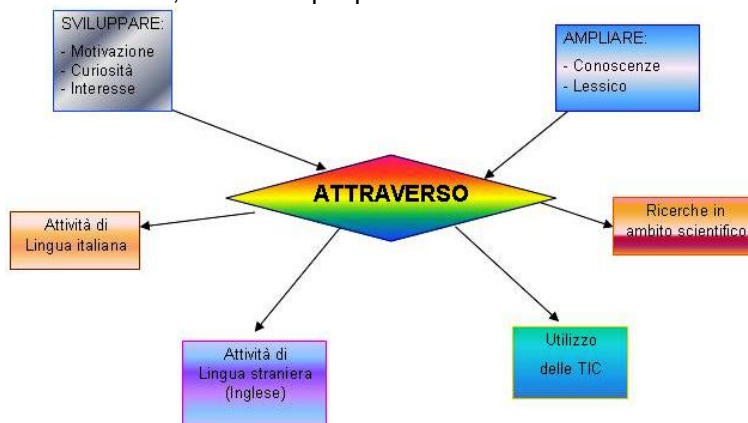 SVILUPPARE:
- Motivazione
- Curiosità
- Interesse
AMPLIARE:
- Conoscenze
- Lessico
ATTRAVERSO
Attività di
Lingua italiana
Ricerche in
ambito scientifico
Attività di
Lingua straniera
(Inglese)
Utilizzo
delle TIC